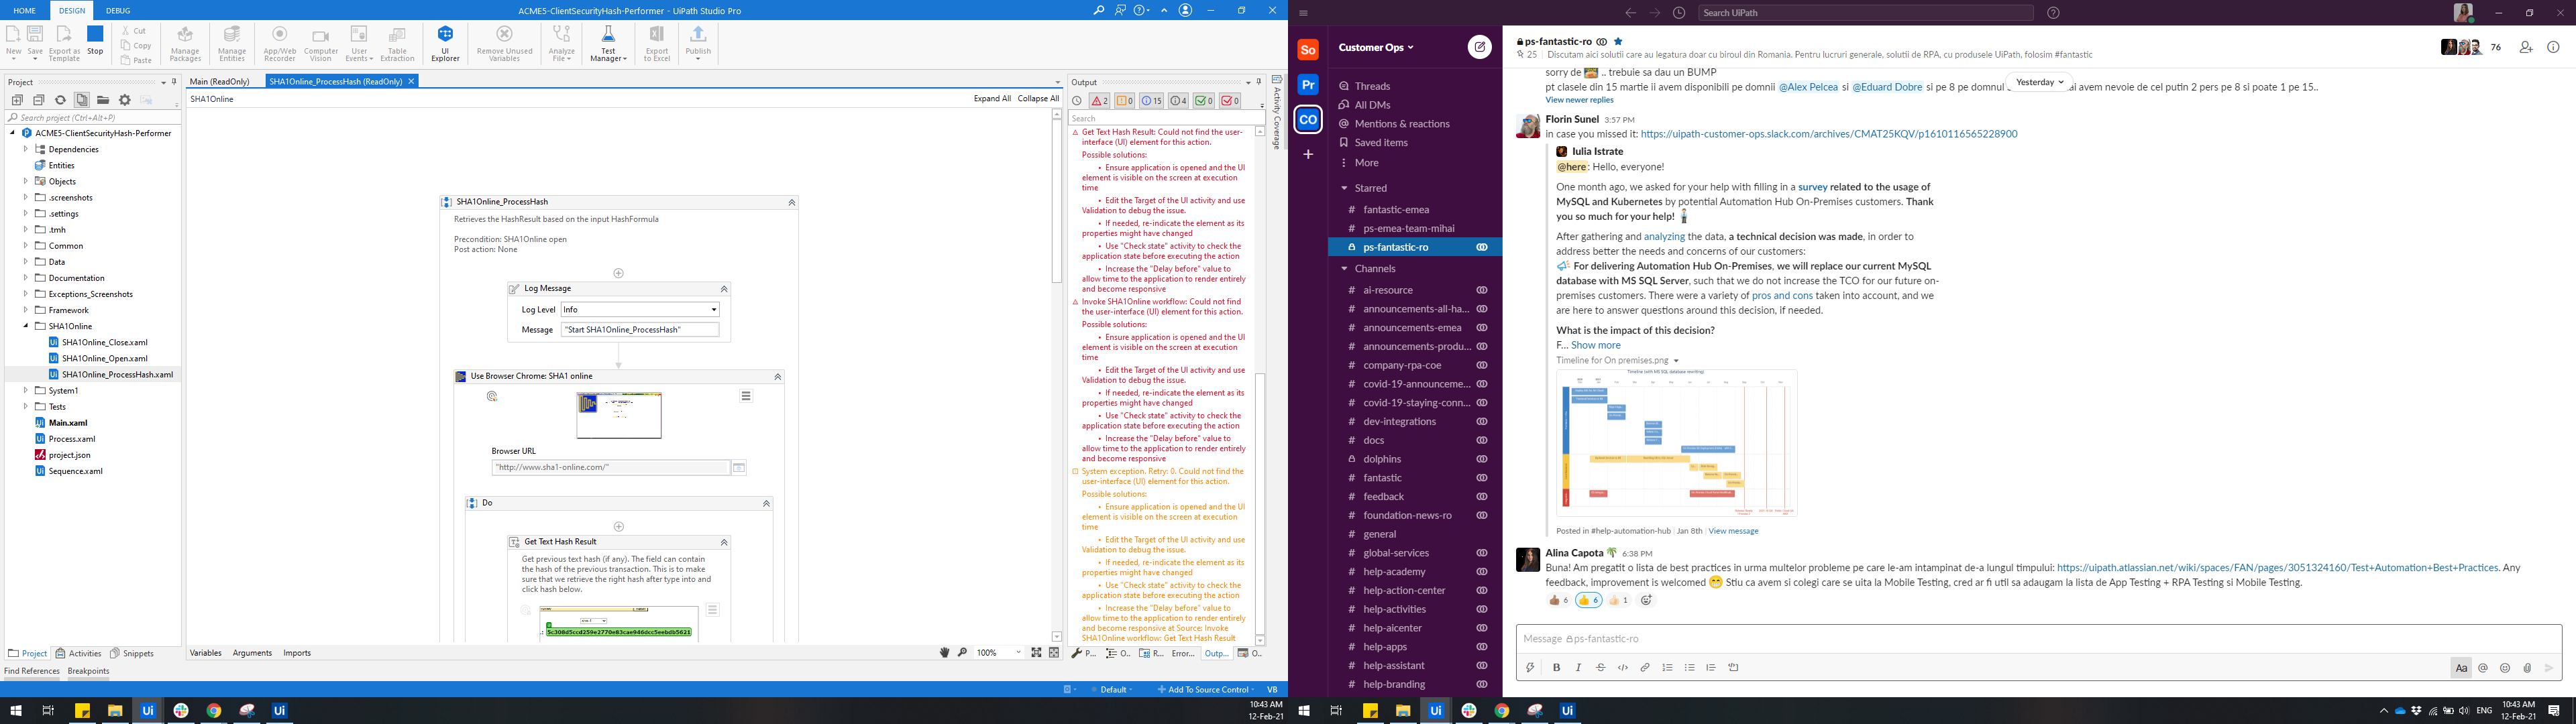 HOME
DESIGN
DEBUG
ACME5-ClientSecurityHash-Performer - UiPath Studio Pro
New
Save
Export as Template
Stop
Cut
Copy
Paste
Manage Packages
Manage Entities
App/Web Recorder
Computer Vision
User Events
Table Extraction
UI Explorer
Remove Unused Variables
Analyze File
Test Manager
Export to Excel
Publish
Project
Search project (Ctrl+Alt+P)
ACME5-ClientSecurityHash-Performer
Dependencies
Entities
Objects
.screenshots
.settings
.tmh
Common
Data
Documentation
Exceptions_Screenshots
Framework
SHA1Online
SHA1Online_Close.xaml
SHA1Online_Open.xaml
SHA1Online_ProcessHash.xaml
System1
Tests
Main.xaml
Process.xaml
project.json
Sequence.xaml
Project
Activities
Snippets
Find References
Breakpoints
Main (ReadOnly)
SHA1Online_ProcessHash (ReadOnly)
SHA1Online
Expand All
Collapse All
SHA1Online_ProcessHash
Retrieves the HashResult based on the input HashFormula
Precondition: SHA1Online open
Post action: None
Log Message
Log Level
Info
Message
"Start SHA1Online_ProcessHash"
Use Browser Chrome: SHA1 online
Browser URL
"http://www.sha1-online.com/"
Do
Get Text Hash Result
Get previous text hash (if any). The field can contain
the hash of the previous transaction. This is to make
sure that we retrieve the right hash after type into and
click hash below.
5c308d5ccd259e2770e83cae946dcc5eebdb5621
Variables
Arguments
Imports
100%
Output
2
0
15
4
0
0
Search
Get Text Hash Result: Could not find the user-
interface (UI) element for this action.
Possible solutions:
• Ensure application is opened and the UI
element is visible on the screen at execution
time
• Edit the Target of the UI activity and use
Validation to debug the issue.
• If needed, re-indicate the element as its
properties might have changed
• Use "Check state" activity to check the
application state before executing the action
• Increase the "Delay before" value to
allow time to the application to render entirely
and become responsive
Invoke SHA1Online workflow: Could not find
the user-interface (UI) element for this action.
Possible solutions:
• Ensure application is opened and the UI
element is visible on the screen at execution
time
• Edit the Target of the UI activity and use
Validation to debug the issue.
• If needed, re-indicate the element as its
properties might have changed
• Use "Check state" activity to check the
application state before executing the action
• Increase the "Delay before" value to
allow time to the application to render entirely
and become responsive
System exception. Retry: 0. Could not find the
user-interface (UI) element for this action.
Possible solutions:
• Ensure application is opened and the UI
element is visible on the screen at execution
time
• Edit the Target of the UI activity and use
Validation to debug the issue.
• If needed, re-indicate the element as its
properties might have changed
• Use "Check state" activity to check the
application state before executing the action
• Increase the "Delay before" value to
allow time to the application to render entirely
and become responsive at Source: Invoke
SHA1Online workflow: Get Text Hash Result
P...
O..
R...
Error...
Outp...
O..
Activity Coverage
Default
Add To Source Control
VB
10:43 AM
12-Feb-21
Search UiPath
So
Pr
CO
Customer Ops
Threads
All DMs
Mentions & reactions
Saved items
More
Starred
# fantastic-emea
# ps-emea-team-mihai
ps-fantastic-ro
Channels
# ai-resource
# announcements-all-ha...
# announcements-emea
# announcements-produ...
# company-rpa-coe
# covid-19-announceme...
# covid-19-staying-conn...
# dev-integrations
# docs
dolphins
# fantastic
# feedback
# foundation-news-ro
# general
# global-services
# help-academy
# help-action-center
# help-activities
# help-aicenter
# help-apps
# help-assistant
# help-branding
ps-fantastic-ro
25 | Discutam aici solutii care au legatura doar cu biroul din Romania. Pentru lucruri generale, solutii de RPA, cu produsele UiPath, folosim #fantastic
76
Yesterday
sorry de .. trebuie sa dau un BUMP
pt clasele din 15 martie ii avem disponibili pe domnii @Alex Pelcea si @Eduard Dobre si pe 8 pe domnul ai avem nevoie de cel putin 2 pers pe 8 si poate 1 pe 15..
View newer replies
Florin Sunel 3:57 PM
in case you missed it: https://uipath-customer-ops.slack.com/archives/CMAT25KQV/p1610116565228900
Iulia Istrate
@here: Hello, everyone!
One month ago, we asked for your help with filling in a survey related to the usage of
MySQL and Kubernetes by potential Automation Hub On-Premises customers. Thank
you so much for your help!
After gathering and analyzing the data, a technical decision was made, in order to
address better the needs and concerns of our customers:
For delivering Automation Hub On-Premises, we will replace our current MySQL
database with MS SQL Server, such that we do not increase the TCO for our future on-
premises customers. There were a variety of pros and cons taken into account, and we
are here to answer questions around this decision, if needed.
What is the impact of this decision?
F... Show more
Timeline for On premises.png
Timeline (with MS SQL database rewriting)
Posted in #help-automation-hub | Jan 8th | View message
Alina Capota 6:38 PM
Buna! Am pregatit o lista de best practices in urma multelor probleme pe care le-am intampinat de-a lungul timpului: https://uipath.atlassian.net/wiki/spaces/FAN/pages/3051324160/Test+Automation+Best+Practices. Any
feedback, improvement is welcomed Stiu ca avem si colegi care se uita la Mobile Testing, cred ar fi util sa adaugam la lista de App Testing + RPA Testing si Mobile Testing.
6
6
1
Message ps-fantastic-ro
Aa
ENG
10:43 AM
12-Feb-21